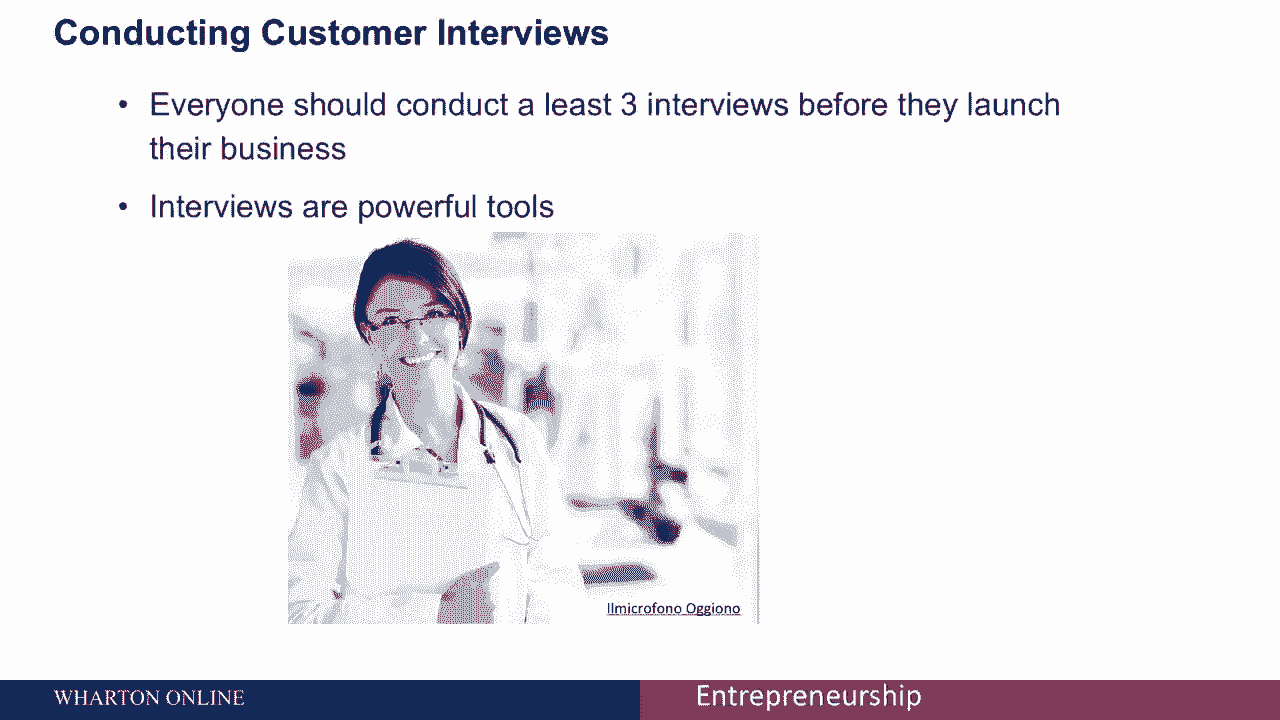 Conducting Customer Interviews
• Everyone should conduct a least 3 interviews before they launch
their business
• Interviews are powerful tools
Ilmicrofono Oggiono
WHARTON ONLINE
Entrepreneurship